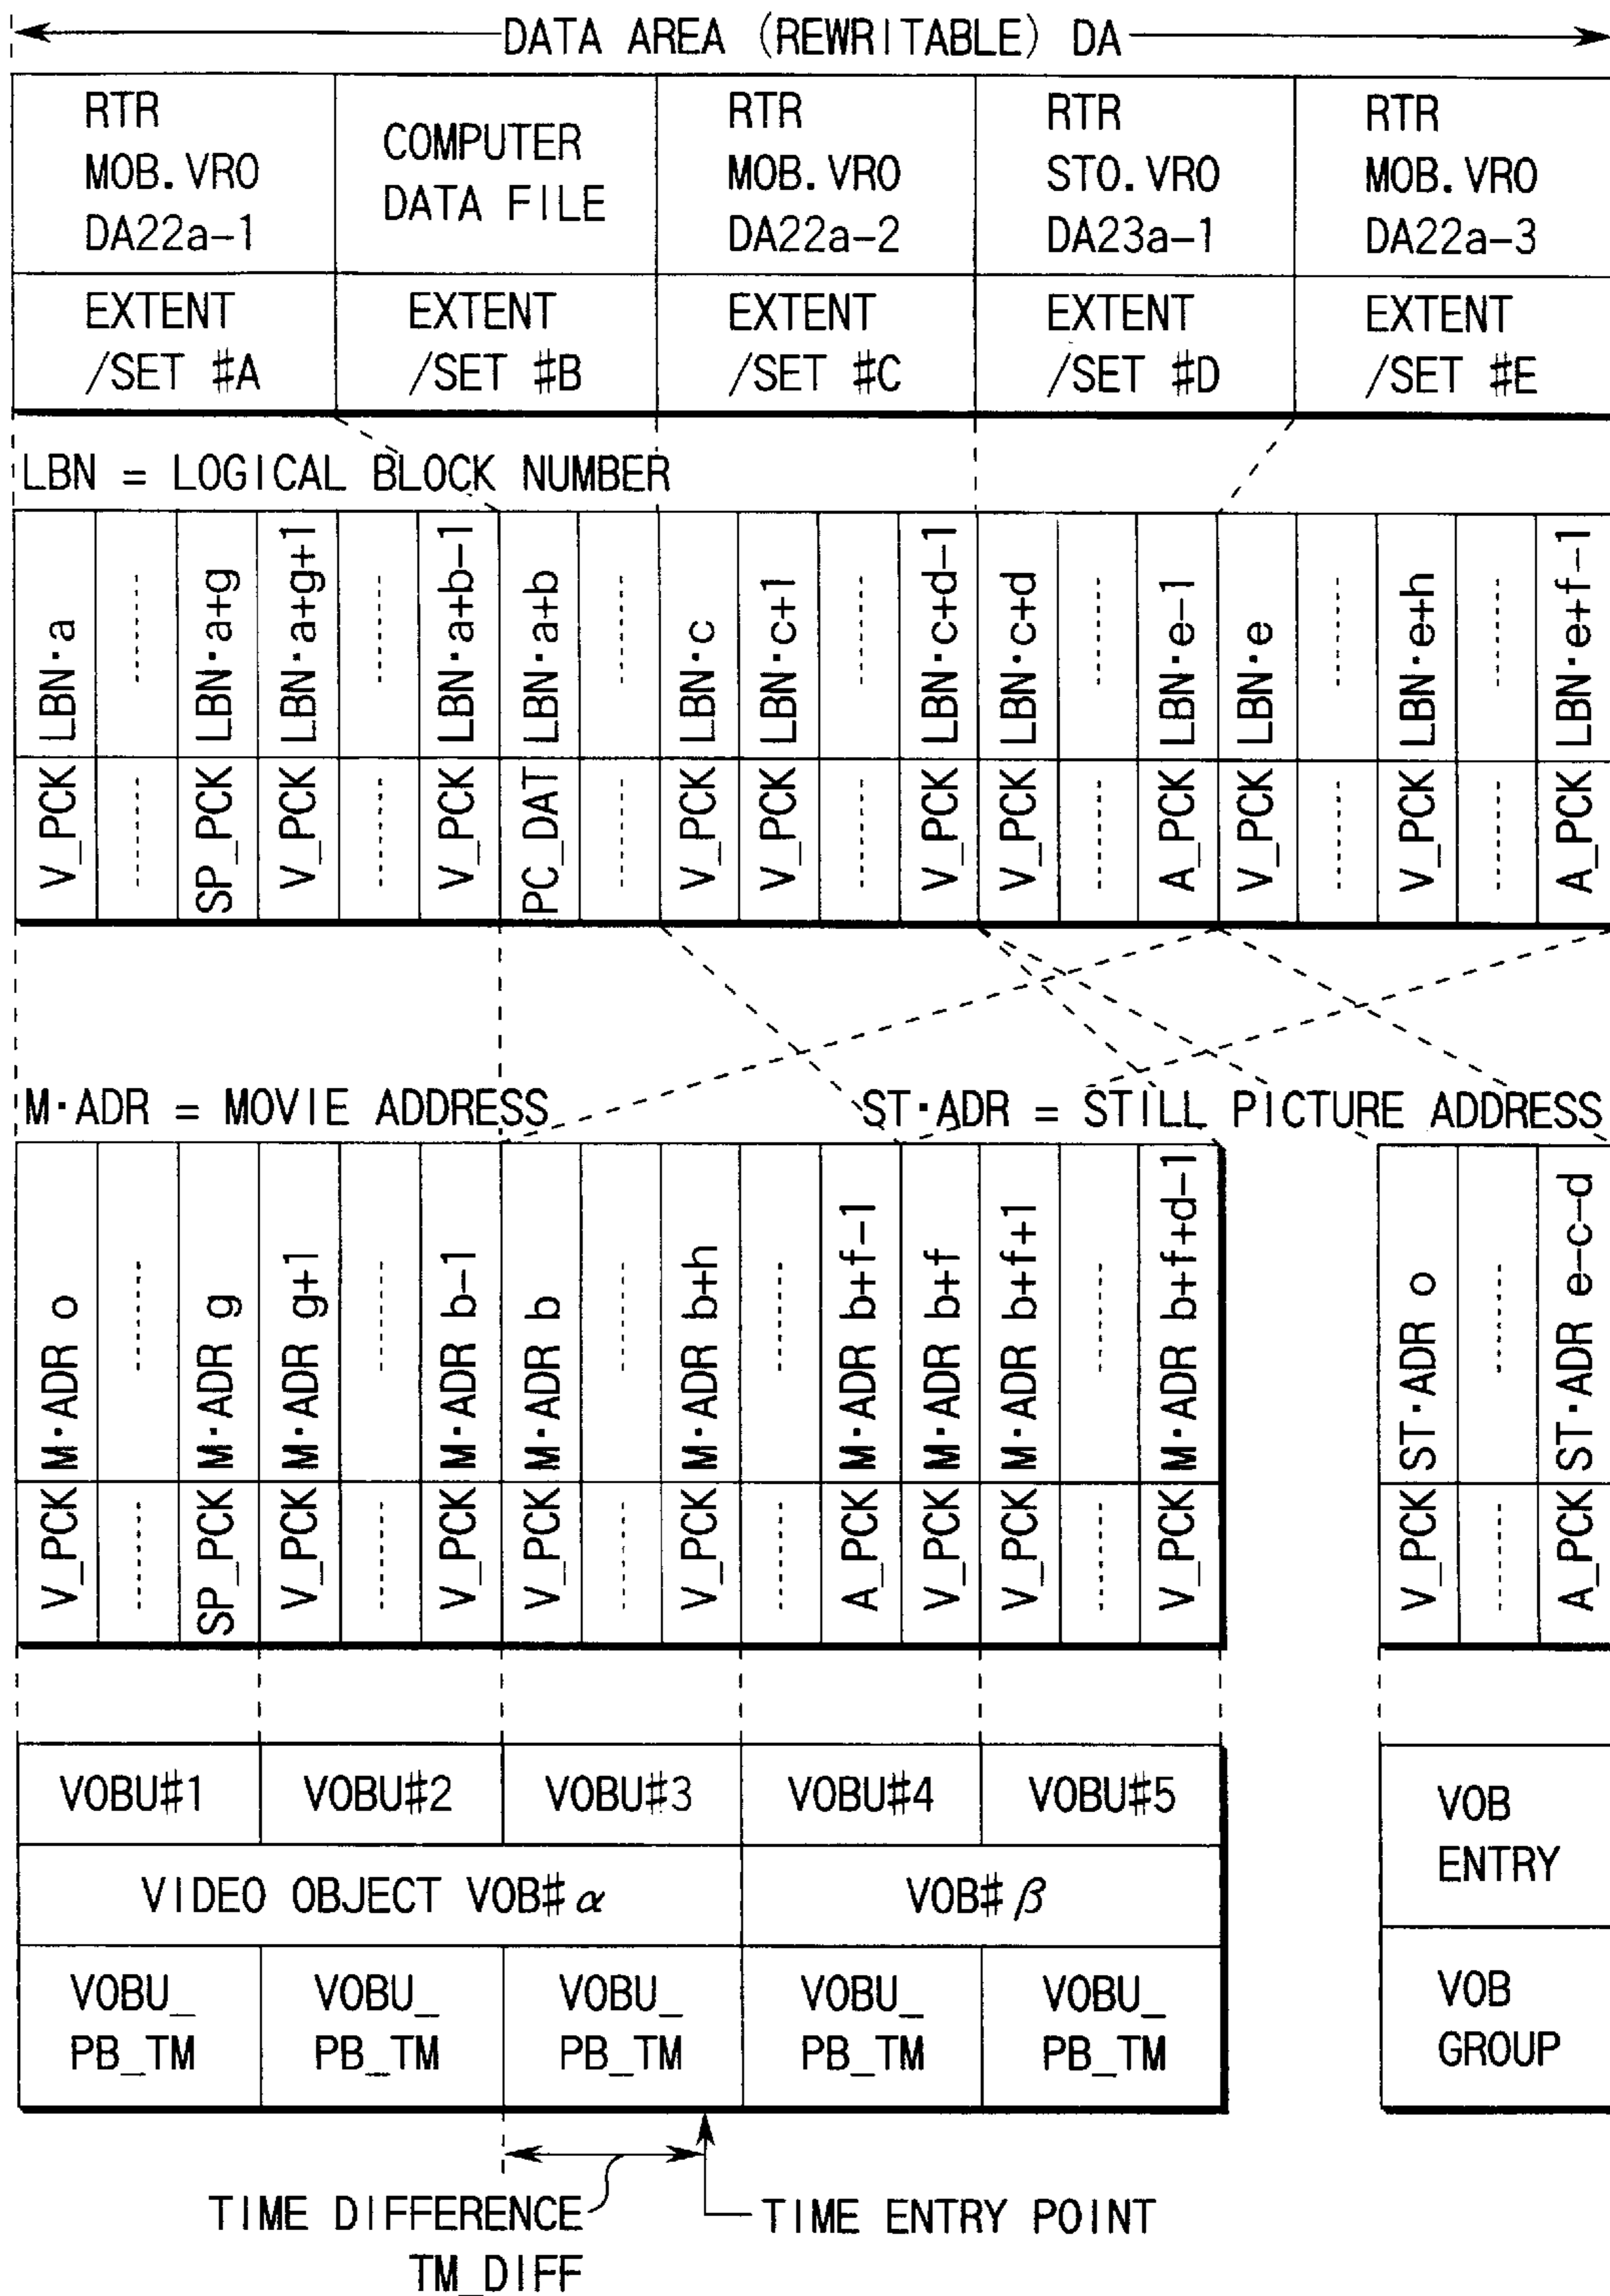 DATA AREA (REWRITABLE) DA
RTR
MOB.VRO
DA22a-1
COMPUTER
DATA FILE
RTR
MOB.VRO
DA22a-2
RTR
STO.VRO
DA23a-1
RTR
MOB.VRO
DA22a-3
EXTENT
/SET #A
EXTENT
/SET #B
EXTENT
/SET #C
EXTENT
/SET #D
EXTENT
/SET #E
LBN = LOGICAL BLOCK NUMBER
V_PCK LBN·a
SP_PCK LBN·a+g
V_PCK LBN·a+g+1
V_PCK LBN·a+b-1
PC_DAT LBN·a+b
V_PCK LBN·c
V_PCK LBN·c+1
V_PCK LBN·c+d-1
V_PCK LBN·c+d
A_PCK LBN·e-1
V_PCK LBN·e
V_PCK LBN·e+h
A_PCK LBN·e+f-1
M·ADR = MOVIE ADDRESS
ST·ADR = STILL PICTURE ADDRESS
V_PCK M·ADR o
SP_PCK M·ADR g
V_PCK M·ADR g+1
V_PCK M·ADR b-1
V_PCK M·ADR b
V_PCK M·ADR b+h
A_PCK M·ADR b+f-1
V_PCK M·ADR b+f
V_PCK M·ADR b+f+1
V_PCK M·ADR b+f+d-1
V_PCK ST·ADR o
A_PCK ST·ADR e-c-d
VOBU#1
VOBU#2
VOBU#3
VOBU#4
VOBU#5
VIDEO OBJECT VOB#α
VOB#β
VOBU_
PB_TM
VOBU_
PB_TM
VOBU_
PB_TM
VOBU_
PB_TM
VOBU_
PB_TM
VOB
ENTRY
VOB
GROUP
TIME DIFFERENCE
TM_DIFF
TIME ENTRY POINT